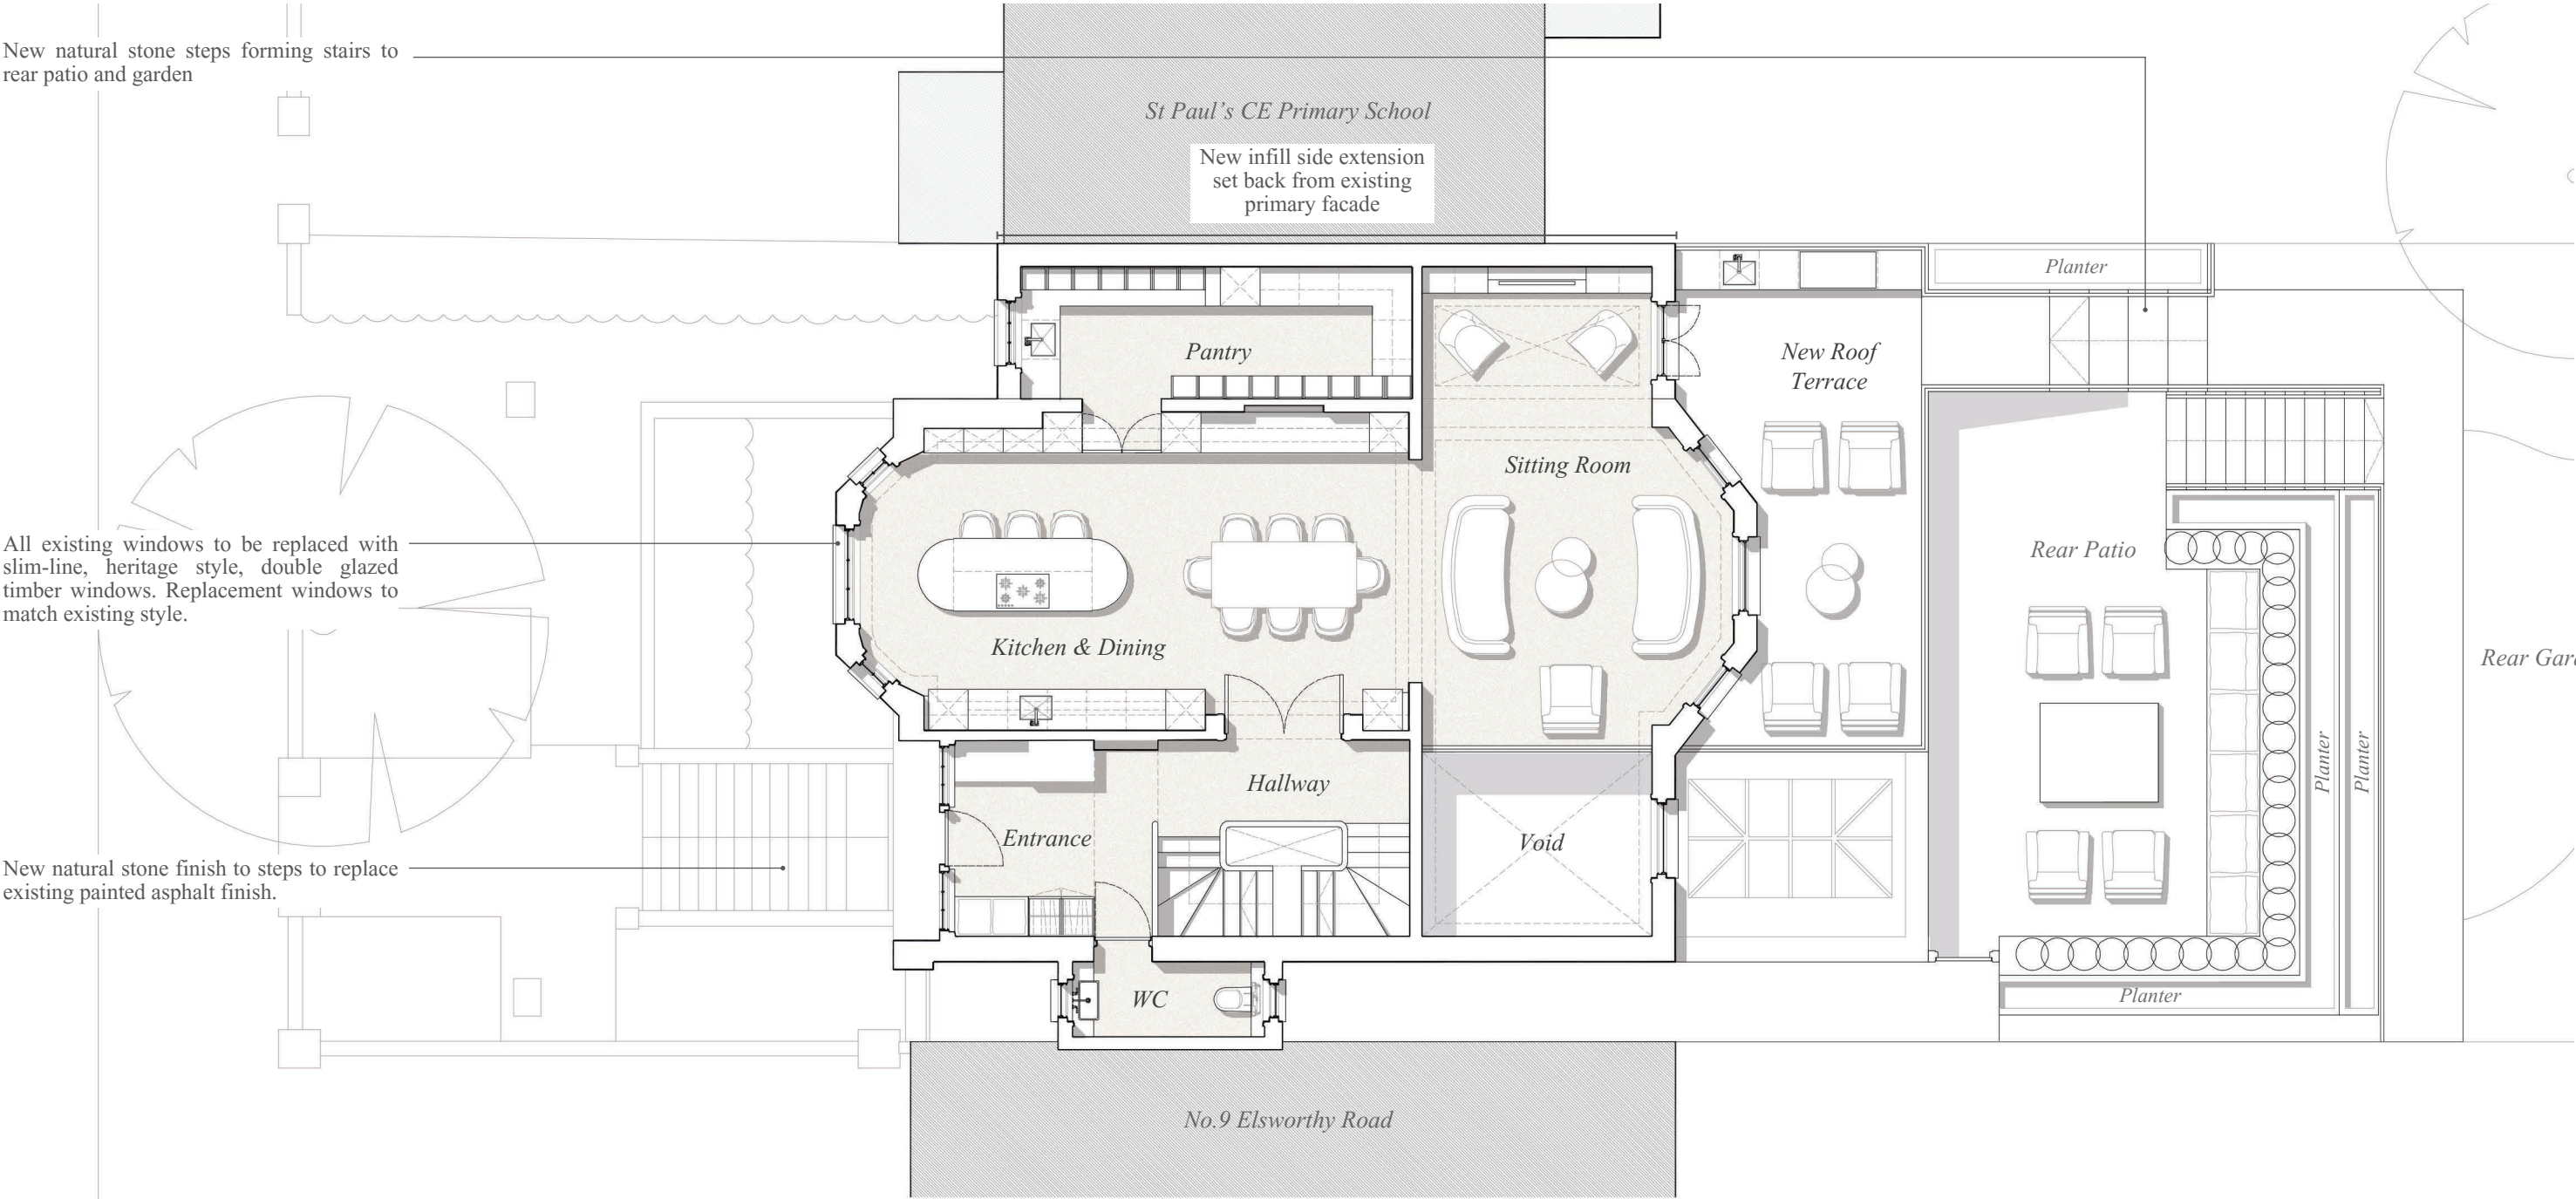 New natural stone steps forming stairs to
rear patio and garden
St Paul's CE Primary School
New infill side extension
set back from existing
primary facade
Planter
Pantry
New Roof
Terrace
Sitting Room
All existing windows to be replaced with
slim-line, heritage style, double glazed
timber windows. Replacement windows to
match existing style.
Rear Patio
Kitchen & Dining
Rear Gar
Planter
Planter
Hallway
Entrance
Void
New natural stone finish to steps to replace
existing painted asphalt finish.
WC
Planter
No.9 Elsworthy Road